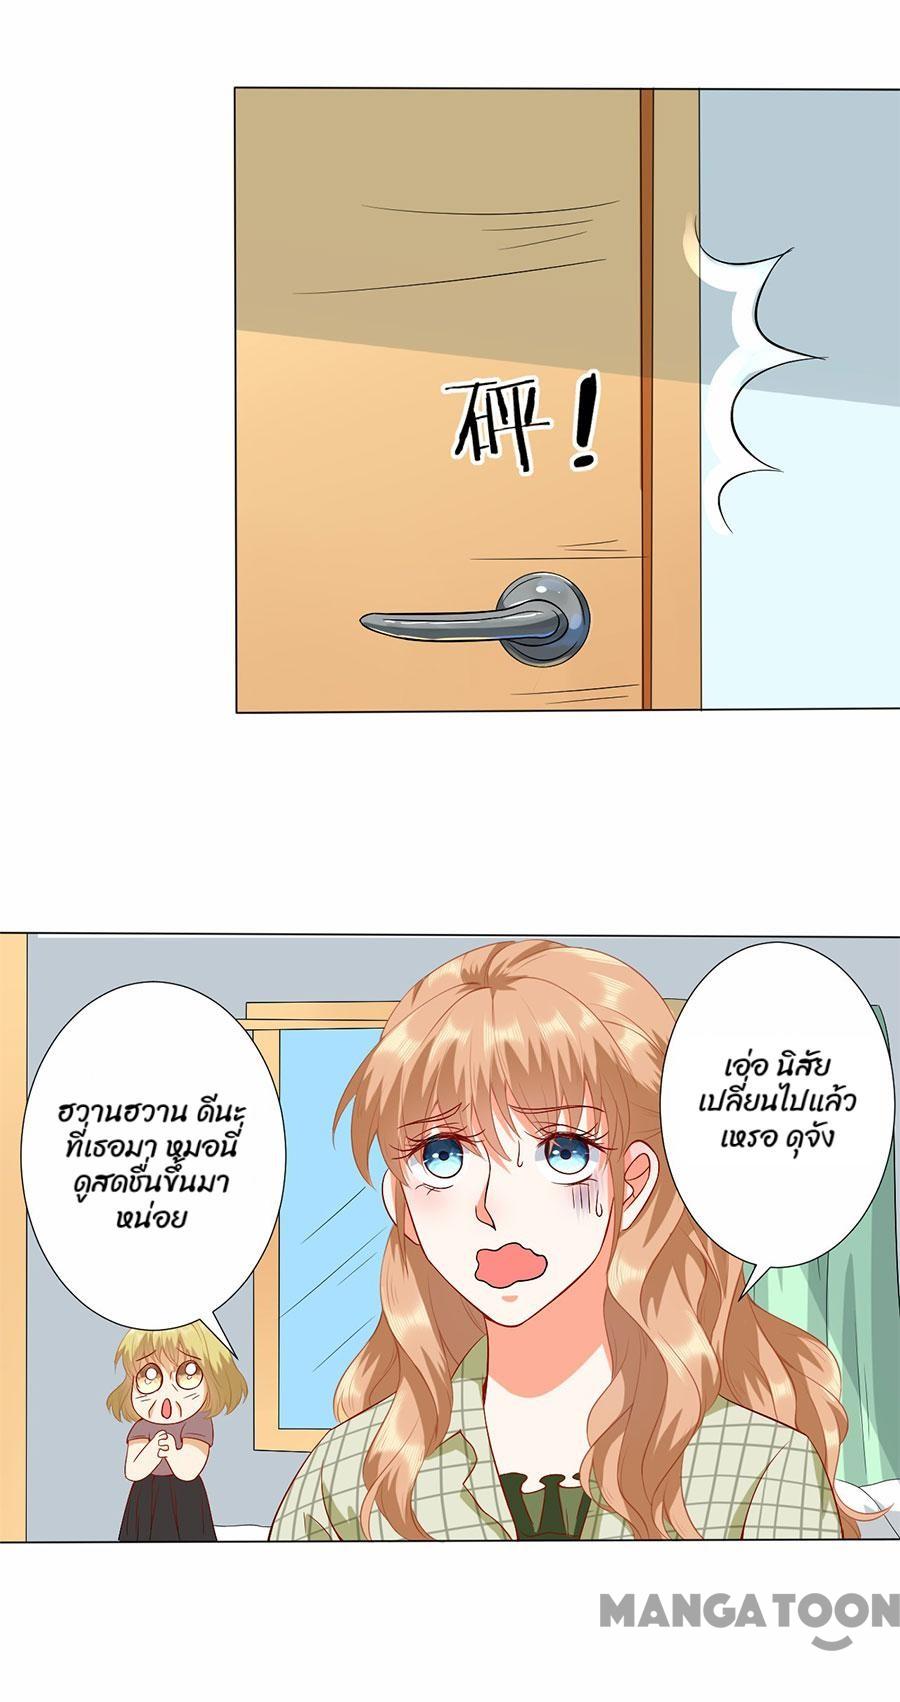 砰！
ฮวานฮวาน ดีนะ
ที่เธอมา หมอนี่
ดูสดชื่นขึ้นมา
หน่อย
เอ่อ นิสัย
เปลี่ยนไปแล้ว
เหรอ ดุจัง
MANGATOON